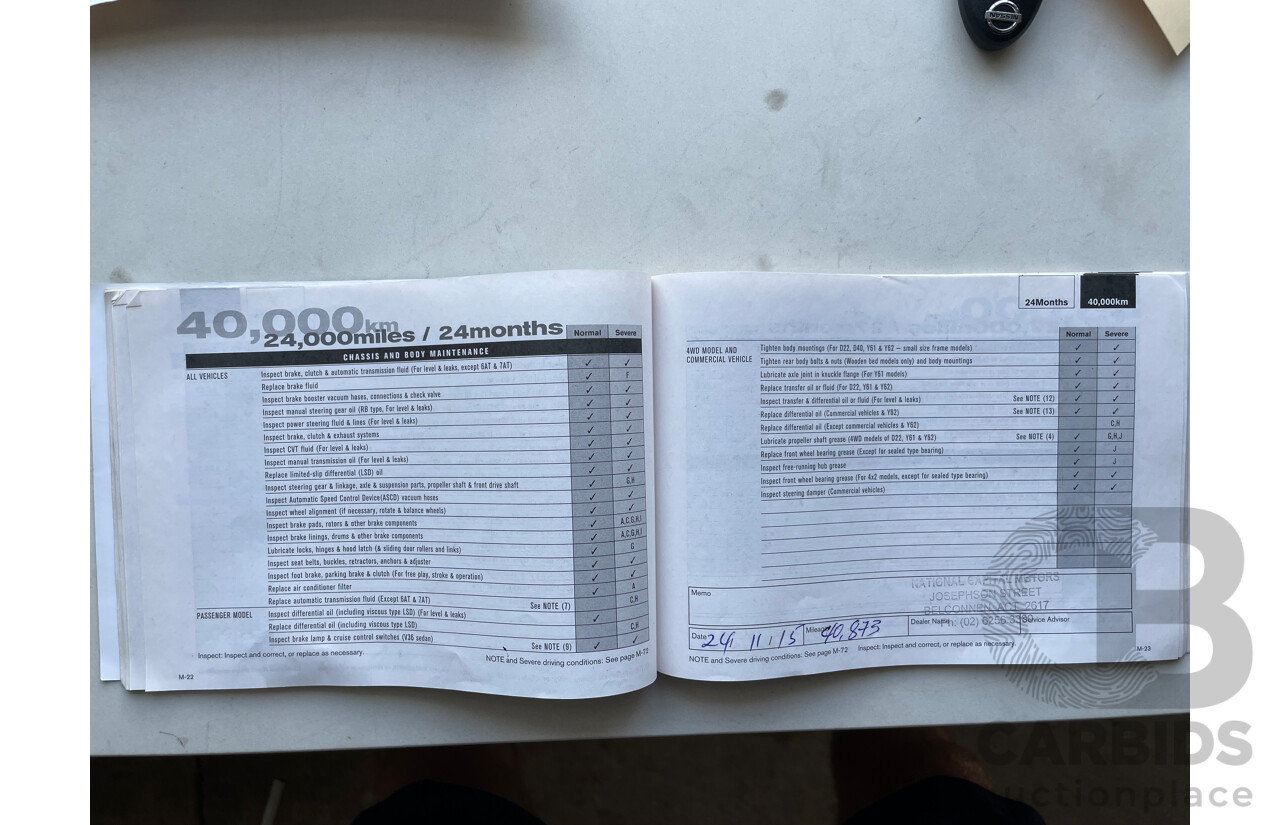 NISSAN
40,000km
24,000miles / 24months
Normal Severe
CHASSIS AND BODY MAINTENANCE
ALL VEHICLES
Inspect brake, clutch & automatic transmission fluid (For level & leaks, except 6AT & 7AT) ✓ ✓
Replace brake fluid ✓ F
Inspect brake booster vacuum hoses, connections & check valve ✓ ✓
Inspect manual steering gear oil (RB type, For level & leaks) ✓ ✓
Inspect power steering fluid & lines (For level & leaks) ✓ ✓
Inspect brake, clutch & exhaust systems ✓ ✓
Inspect CVT fluid (For level & leaks) ✓ ✓
Inspect manual transmission oil (For level & leaks) ✓ ✓
Replace limited-slip differential (LSD) oil ✓ ✓
Inspect steering gear & linkage, axle & suspension parts, propeller shaft & front drive shaft ✓ G,H
Inspect Automatic Speed Control Device(ASCD) vacuum hoses ✓ ✓
Inspect wheel alignment (if necessary, rotate & balance wheels) ✓ ✓
Inspect brake pads, rotors & other brake components ✓ A,C,G,H,I
Inspect brake linings, drums & other brake components ✓ A,C,G,H,I
Lubricate locks, hinges & hood latch (& sliding door rollers and links) ✓ G
Inspect seat belts, buckles, retractors, anchors & adjuster ✓ ✓
Inspect foot brake, parking brake & clutch (For free play, stroke & operation) ✓ ✓
Replace air conditioner filter ✓ A
Replace automatic transmission fluid (Except 6AT & 7AT) See NOTE (7) C,H
PASSENGER MODEL
Inspect differential oil (including viscous type LSD) (For level & leaks) ✓
Replace differential oil (including viscous type LSD) C,H
Inspect brake lamp & cruise control switches (V36 sedan) See NOTE (9) ✓ ✓
Inspect: Inspect and correct, or replace as necessary.
NOTE and Severe driving conditions: See page M-72
M-22
24Months 40,000km
Normal Severe
4WD MODEL AND
COMMERCIAL VEHICLE
Tighten body mountings (For D22, D40, Y61 & Y62 – small size frame models) ✓ ✓
Tighten rear body bolts & nuts (Wooden bed models only) and body mountings ✓ ✓
Lubricate axle joint in knuckle flange (For Y61 models) ✓ ✓
Replace transfer oil or fluid (For D22, Y61 & Y62) ✓ ✓
Inspect transfer & differential oil or fluid (For level & leaks) See NOTE (12) ✓ ✓
Replace differential oil (Commercial vehicles & Y62) See NOTE (13) ✓ ✓
Replace differential oil (Except commercial vehicles & Y62) C,H
Lubricate propeller shaft grease (4WD models of D22, Y61 & Y62) See NOTE (4) ✓ G,H,J
Replace front wheel bearing grease (Except for sealed type bearing) ✓ J
Inspect free-running hub grease ✓ J
Inspect front wheel bearing grease (For 4x2 models, except for sealed type bearing) ✓ ✓
Inspect steering damper (Commercial vehicles) ✓ ✓
Memo
NATIONAL CAPITAL MOTORS
JOSEPHSON STREET
BELCONNEN ACT 2617
Date 24 11 15 Mileage 40,873 Dealer Name Service Advisor
NOTE and Severe driving conditions: See page M-72 Inspect: Inspect and correct, or replace as necessary.
M-23
B
CARBIDS
auctionplace